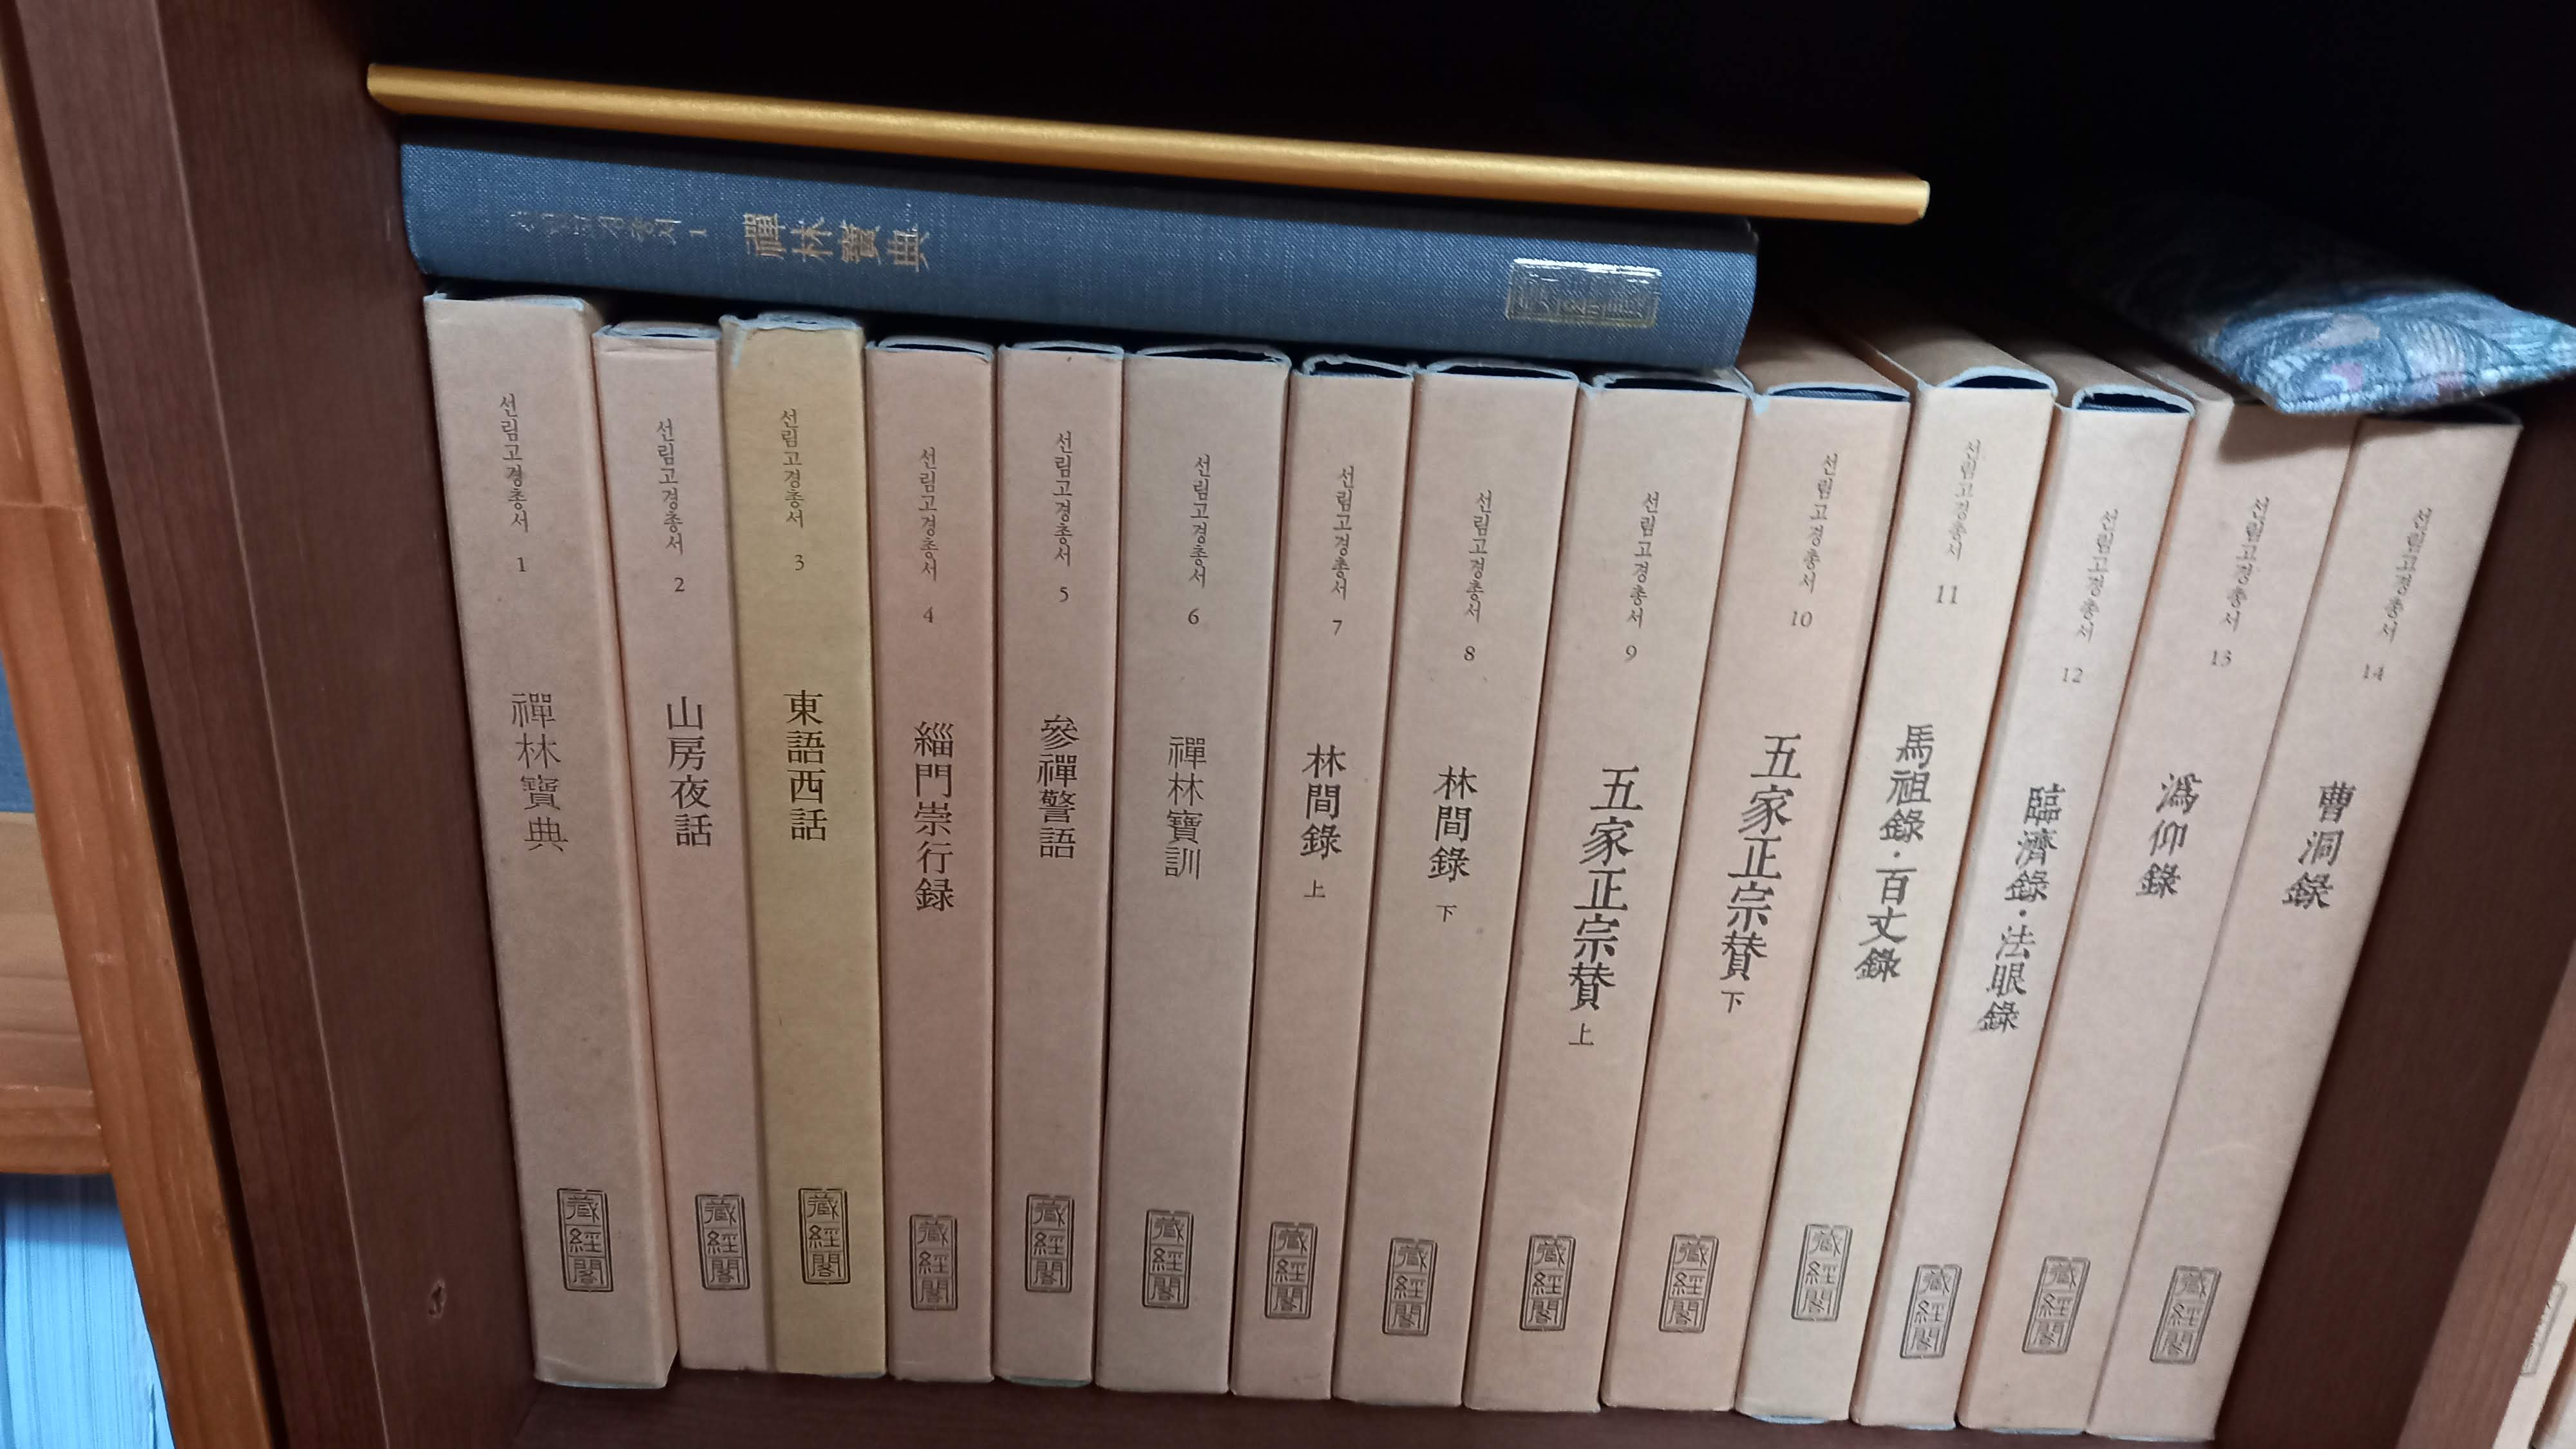 선림고경총서 1 禪林寶典
선림고경총서 1 禪林寶典 藏經閣
선림고경총서 2 山房夜話 藏經閣
선림고경총서 3 東語西話 藏經閣
선림고경총서 4 緇門崇行録 藏經閣
선림고경총서 5 參禪警語 藏經閣
선림고경총서 6 禪林寶訓 藏經閣
선림고경총서 7 林間錄 上 藏經閣
선림고경총서 8 林間錄 下 藏經閣
선림고경총서 9 五家正宗賛 上 藏經閣
선림고경총서 10 五家正宗賛 下 藏經閣
선림고경총서 11 馬祖錄·百丈錄 藏經閣
선림고경총서 12 臨濟錄·法眼錄 藏經閣
선림고경총서 13 潙仰錄 藏經閣
선림고경총서 14 曹洞錄 藏經閣